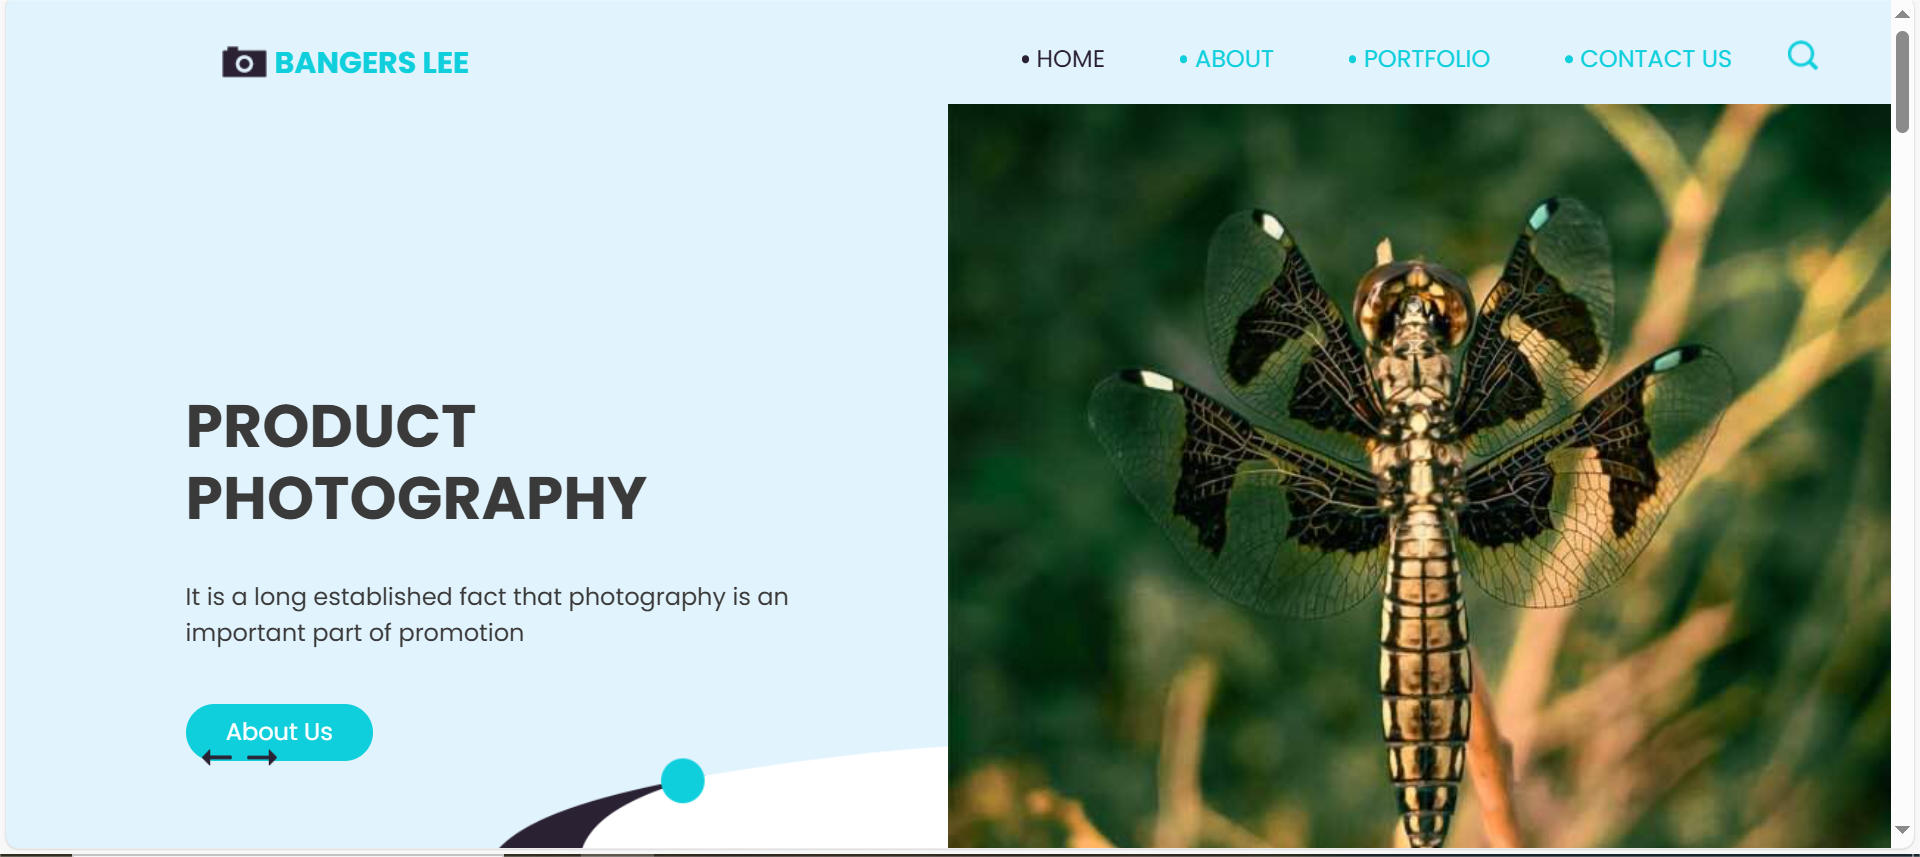 BANGERS LEE
HOME
ABOUT
PORTFOLIO
CONTACT US
PRODUCT
PHOTOGRAPHY
It is a long established fact that photography is an
important part of promotion
About Us